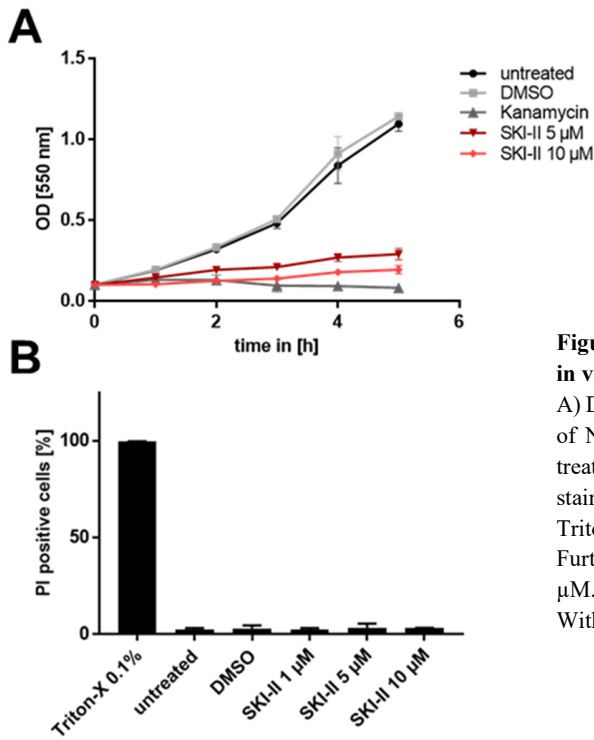 A
1.5
1.0
0.5
0.0
OD [550 nm]
0
2
4
6
time in [h]
untreated
DMSO
Kanamycin
SKI-II 5 µM
SKI-II 10 µM
B
100
50
0
PI positive cells [%]
Triton-X 0.1%
untreated
DMSO
SKI-II 1 µM
SKI-II 5 µM
SKI-II 10 µM
Figu
in v
A) D
of N
treat
stain
Trito
Furt
µM.
With